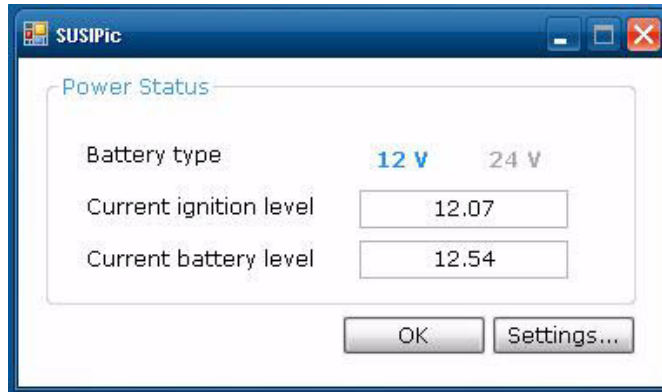 SUSIPic
Power Status
Battery type 12 V 24 V
Current ignition level 12.07
Current battery level 12.54
OK Settings...